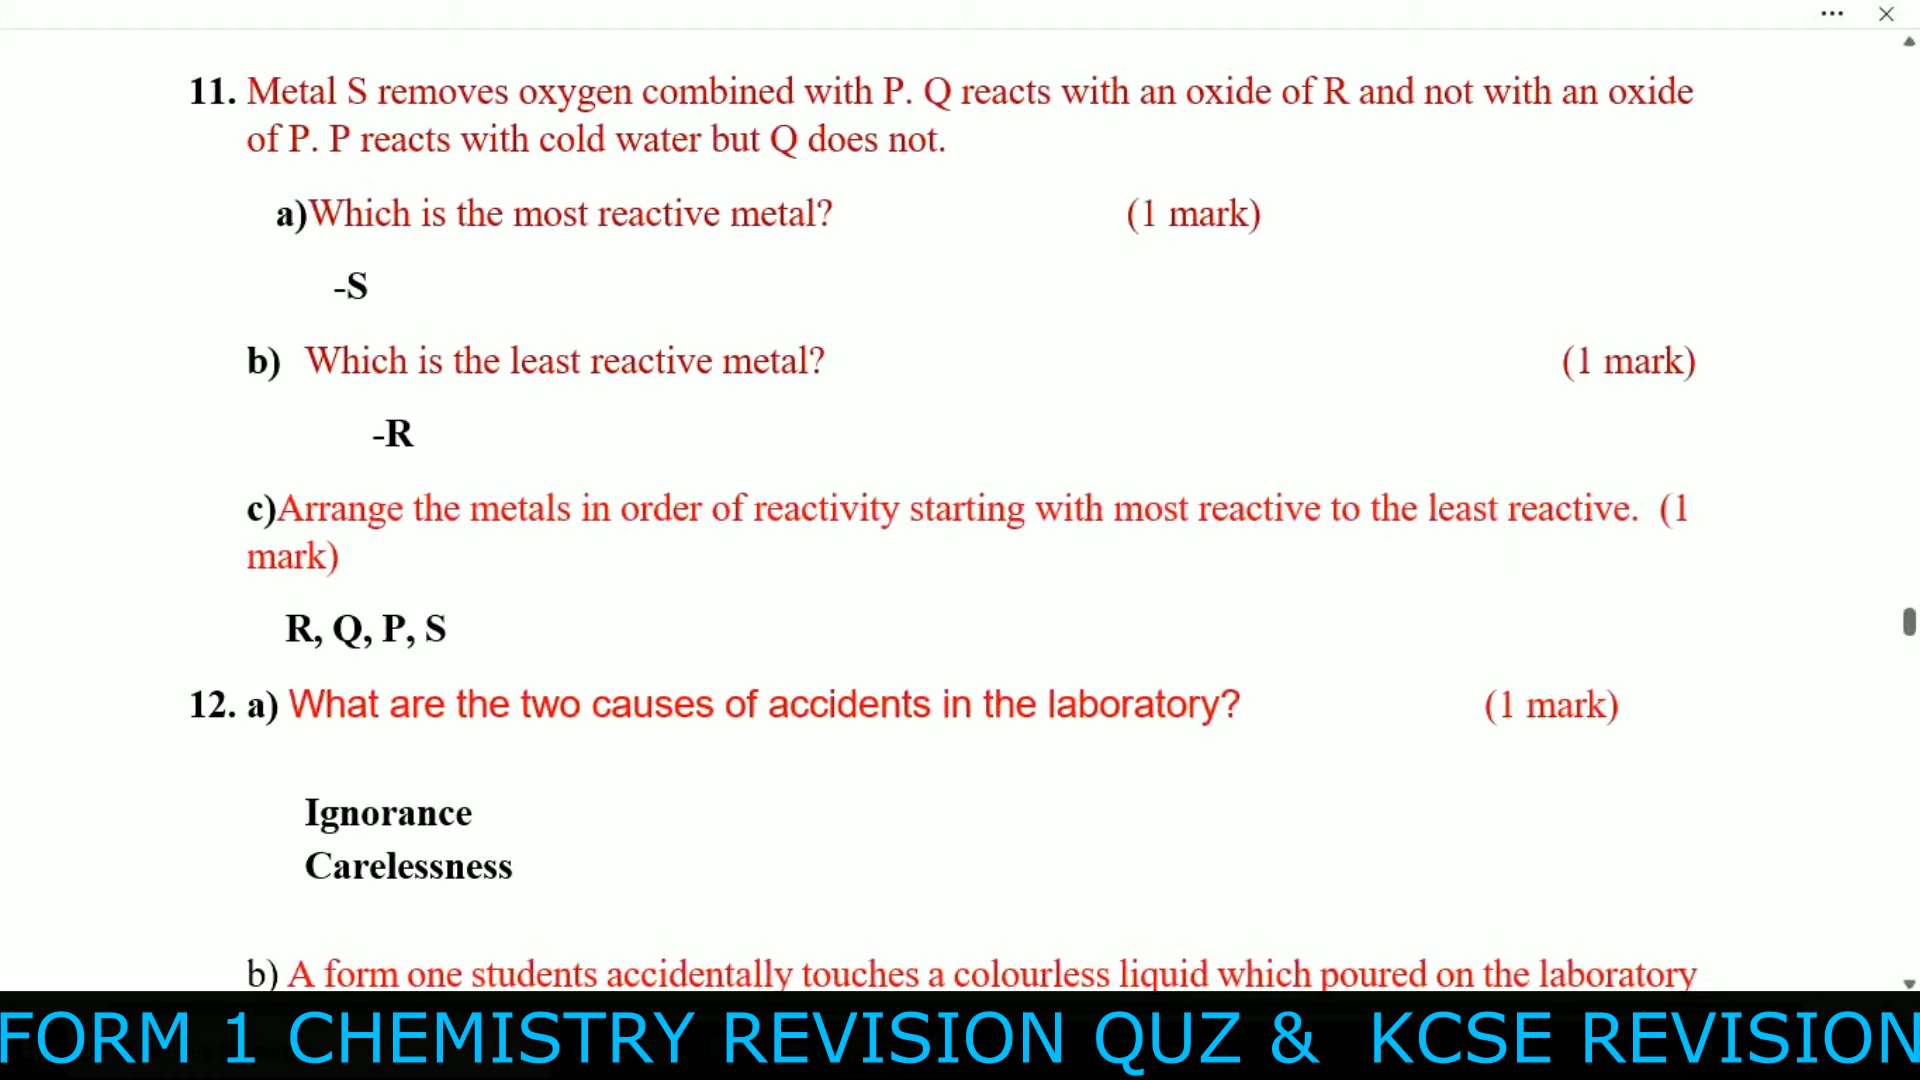 11. Metal S removes oxygen combined with P. Q reacts with an oxide of R and not with an oxide
of P. P reacts with cold water but Q does not.
a)Which is the most reactive metal? (1 mark)
-S
b) Which is the least reactive metal? (1 mark)
-R
c)Arrange the metals in order of reactivity starting with most reactive to the least reactive. (1
mark)
R, Q, P, S
12. a) What are the two causes of accidents in the laboratory? (1 mark)
Ignorance
Carelessness
b) A form one students accidentally touches a colourless liquid which poured on the laboratory
FORM 1 CHEMISTRY REVISION QUZ & KCSE REVISION